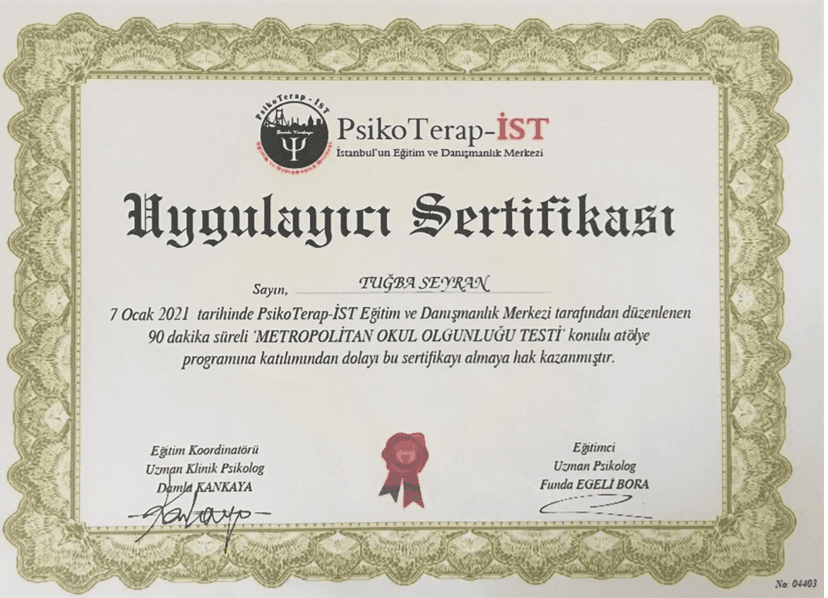 PsikoTerap - İST
Damla Kankaya
PsikoTerap-İST
İstanbul'un Eğitim ve Danışmanlık Merkezi
Uygulayıcı Sertifikası
Sayın, TUĞBA SEYRAN
7 Ocak 2021 tarihinde PsikoTerap-İST Eğitim ve Danışmanlık Merkezi tarafından düzenlenen
90 dakika süreli 'METROPOLİTAN OKUL OLGUNLUĞU TESTİ' konulu atölye
programına katılımından dolayı bu sertifikayı almaya hak kazanmıştır.
Eğitim Koordinatörü
Uzman Klinik Psikolog
Damla KANKAYA
Eğitimci
Uzman Psikolog
Funda EGELİ BORA
No: 04403